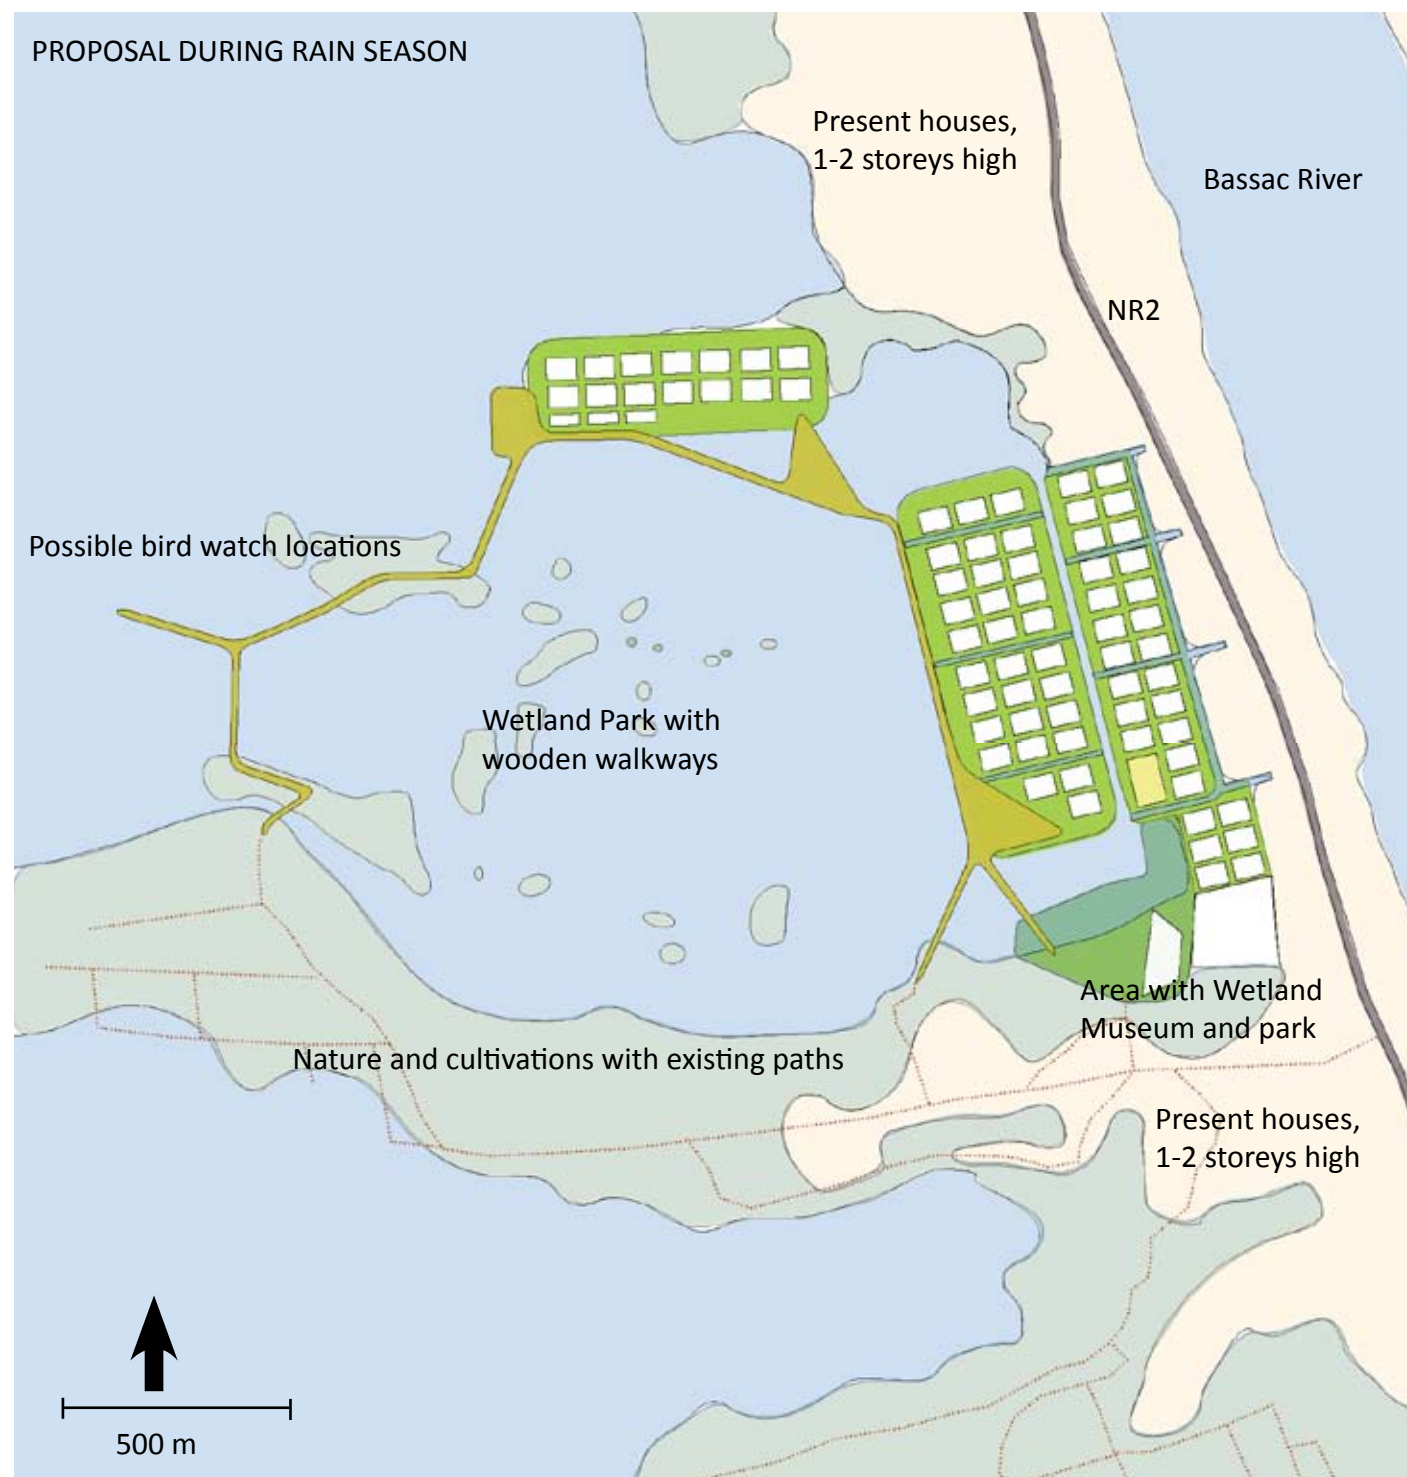 PROPOSAL DURING RAIN SEASON
Present houses,
1-2 storeys high
Bassac River
NR2
Possible bird watch locations
Wetland Park with
wooden walkways
Area with Wetland
Museum and park
Nature and cultivations with existing paths
Present houses,
1-2 storeys high
500 m